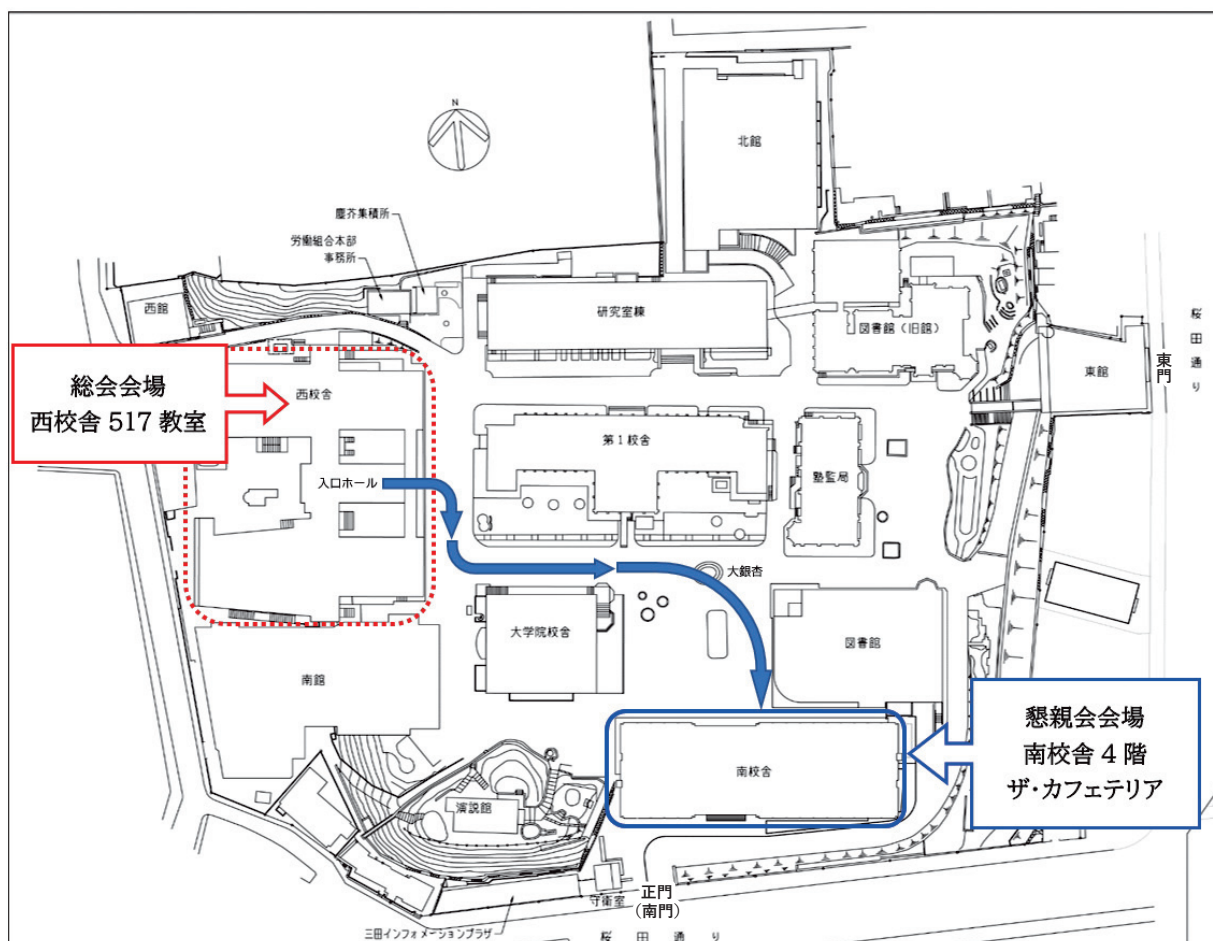 N
北館
塵芥集積所
労働組合本部
事務所
西館
研究室棟
図書館（旧館）
桜田通り
東門
東館
総会会場
西校舎 517 教室
西校舎
第1校舎
塾監局
入口ホール
大銀杏
大学院校舎
図書館
南館
懇親会会場
南校舎 4 階
ザ・カフェテリア
南校舎
演説館
守衛室
正門
（南門）
三田インフォメーションプラザ
桜田通り